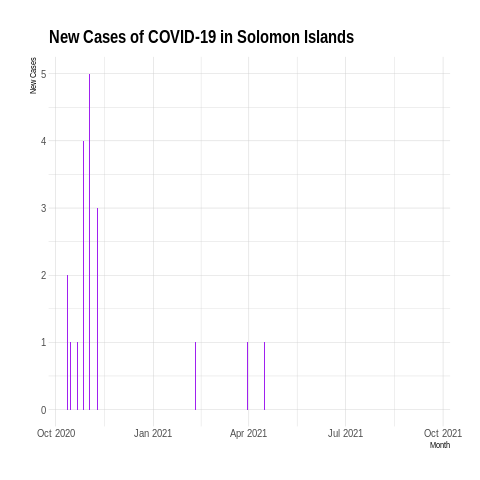 New Cases of COVID-19 in Solomon Islands
New Cases
5
4
3
2
1
0
Oct 2020 Jan 2021 Apr 2021 Jul 2021 Oct 2021
Month